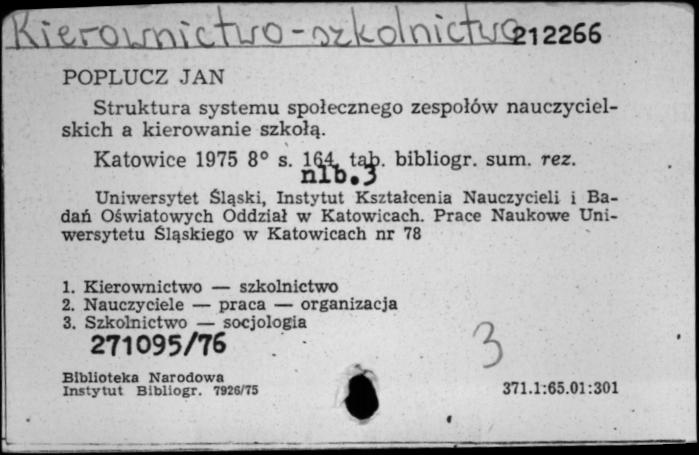 Kierownictwo - szkolnictwo 212266
POPLUCZ JAN
Struktura systemu społecznego zespołów nauczyciel-
skich a kierowanie szkołą.
Katowice 1975 8° s. 164, tab. bibliogr. sum. rez.
nlb.3
Uniwersytet Śląski, Instytut Kształcenia Nauczycieli i Ba-
dań Oświatowych Oddział w Katowicach. Prace Naukowe Uni-
wersytetu Śląskiego w Katowicach nr 78
1. Kierownictwo — szkolnictwo
2. Nauczyciele — praca — organizacja
3. Szkolnictwo — socjologia
271095/76
3
Biblioteka Narodowa
Instytut Bibliogr. 7926/75
371.1:65.01:301